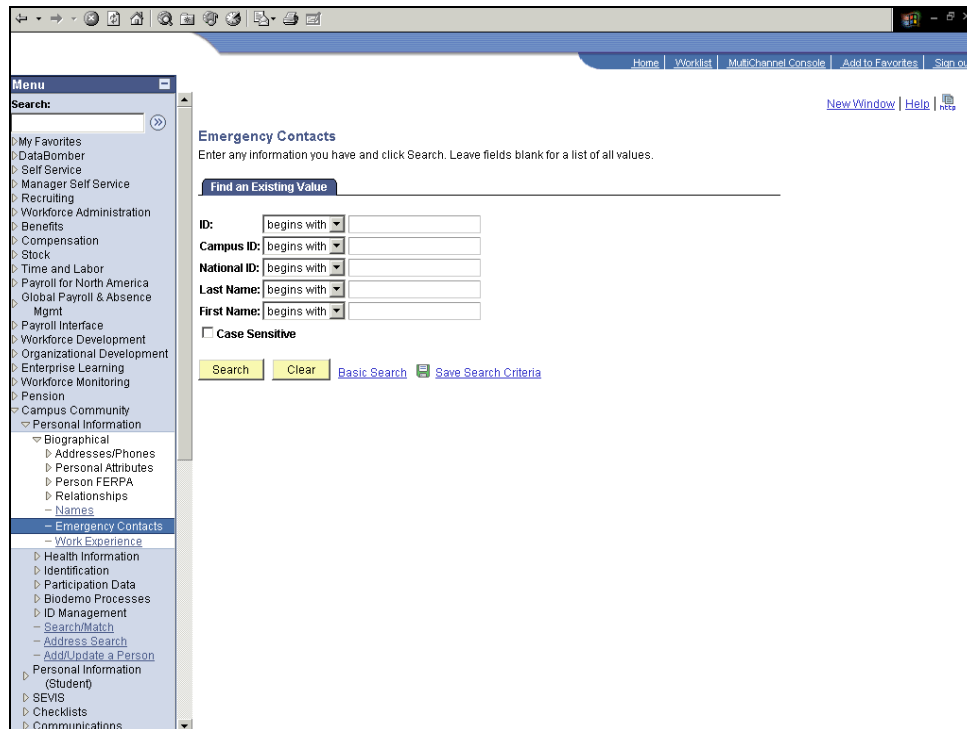 Home | Worklist | MultiChannel Console | Add to Favorites | Sign ou
Menu
Search:
New Window | Help | http
My Favorites
DataBomber
Self Service
Manager Self Service
Recruiting
Workforce Administration
Benefits
Compensation
Stock
Time and Labor
Payroll for North America
Global Payroll & Absence
Mgmt
Payroll Interface
Workforce Development
Organizational Development
Enterprise Learning
Workforce Monitoring
Pension
Campus Community
Personal Information
Biographical
Addresses/Phones
Personal Attributes
Person FERPA
Relationships
– Names
– Emergency Contacts
– Work Experience
Health Information
Identification
Participation Data
Biodemo Processes
ID Management
– Search/Match
– Address Search
– Add/Update a Person
Personal Information
(Student)
SEVIS
Checklists
Communications
Emergency Contacts
Enter any information you have and click Search. Leave fields blank for a list of all values.
Find an Existing Value
ID: begins with
Campus ID: begins with
National ID: begins with
Last Name: begins with
First Name: begins with
Case Sensitive
Search Clear Basic Search Save Search Criteria